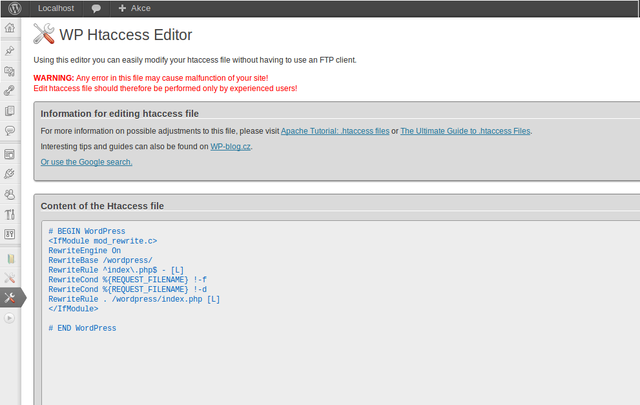 Localhost
Akce
WP Htaccess Editor
Using this editor you can easily modify your htaccess file without having to use an FTP client.
WARNING: Any error in this file may cause malfunction of your site!
Edit htaccess file should therefore be performed only by experienced users!
Information for editing htaccess file
For more information on possible adjustments to this file, please visit Apache Tutorial: .htaccess files or The Ultimate Guide to .htaccess Files.
Interesting tips and guides can also be found on WP-blog.cz.
Or use the Google search.
Content of the Htaccess file
# BEGIN WordPress
<IfModule mod_rewrite.c>
RewriteEngine On
RewriteBase /wordpress/
RewriteRule ^index\.php$ - [L]
RewriteCond %{REQUEST_FILENAME} !-f
RewriteCond %{REQUEST_FILENAME} !-d
RewriteRule . /wordpress/index.php [L]
</IfModule>
# END WordPress